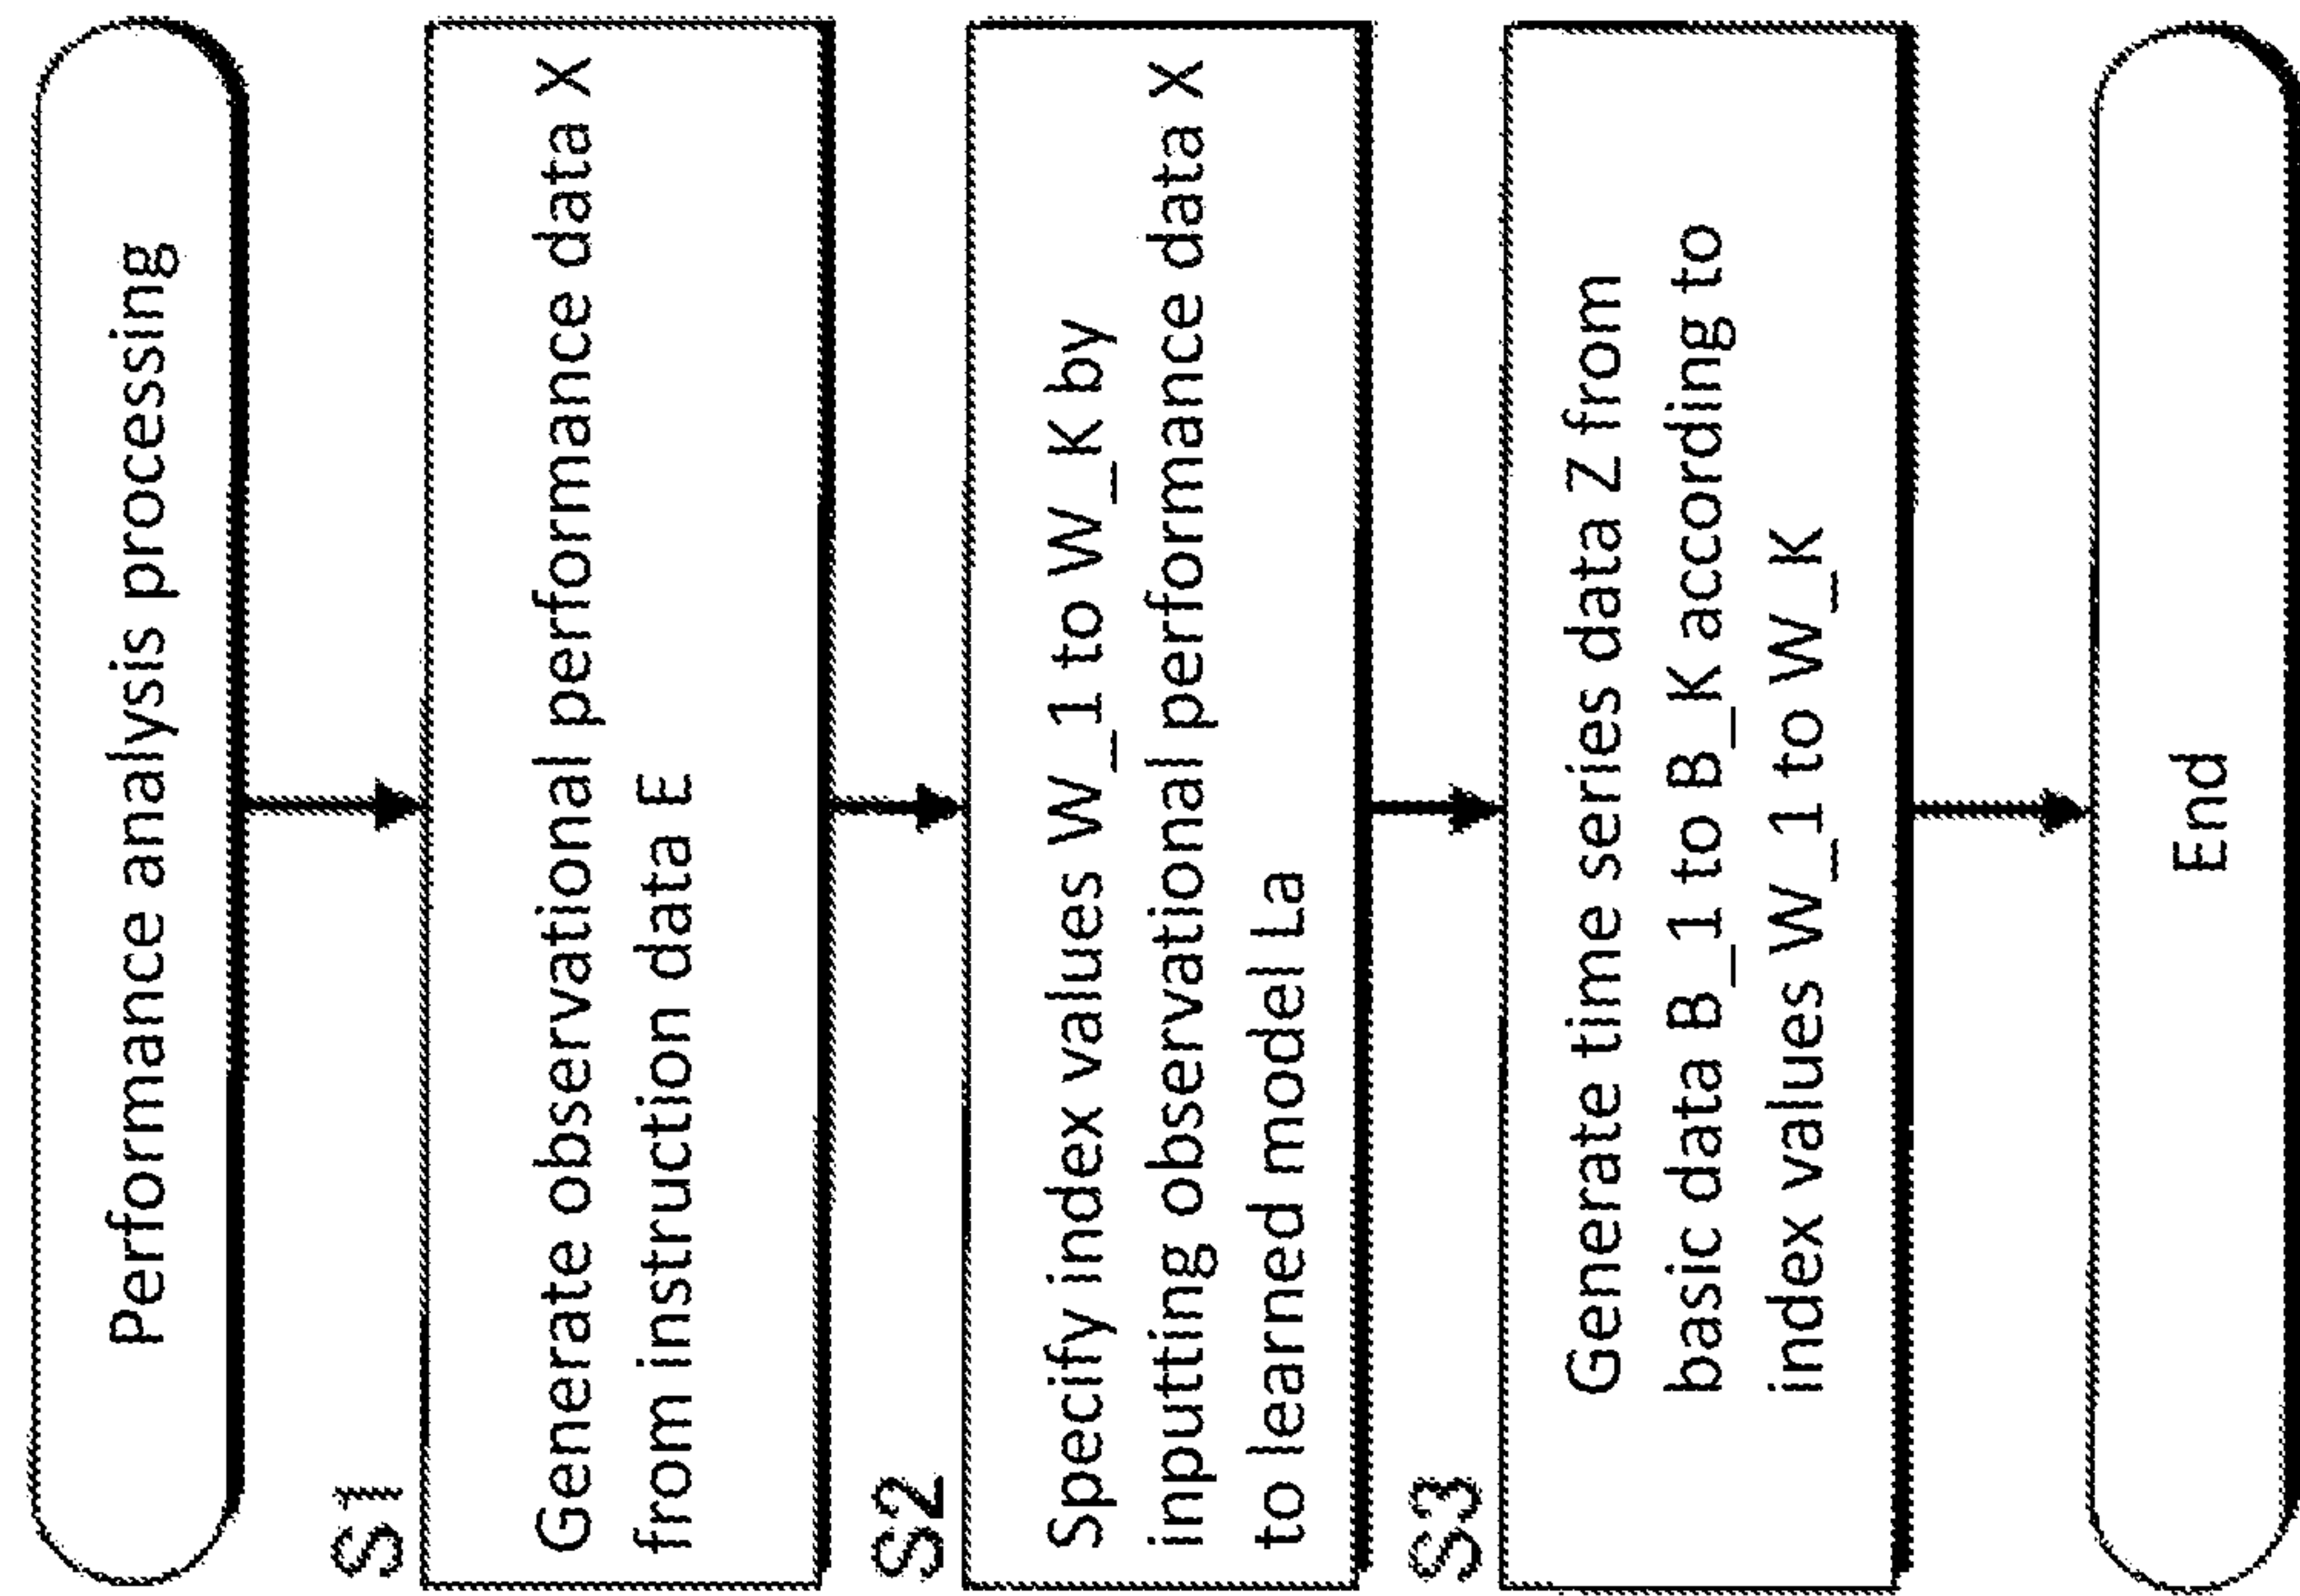 Performance analysis processing
S1
Generate observational performance data X
from instruction data E
S2
Specify index values W_1 to W_K by
inputting observational performance data X
to learned model La
S3
Generate time series data Z from
basic data B_1 to B_K according to
index values W_1 to W_K
End